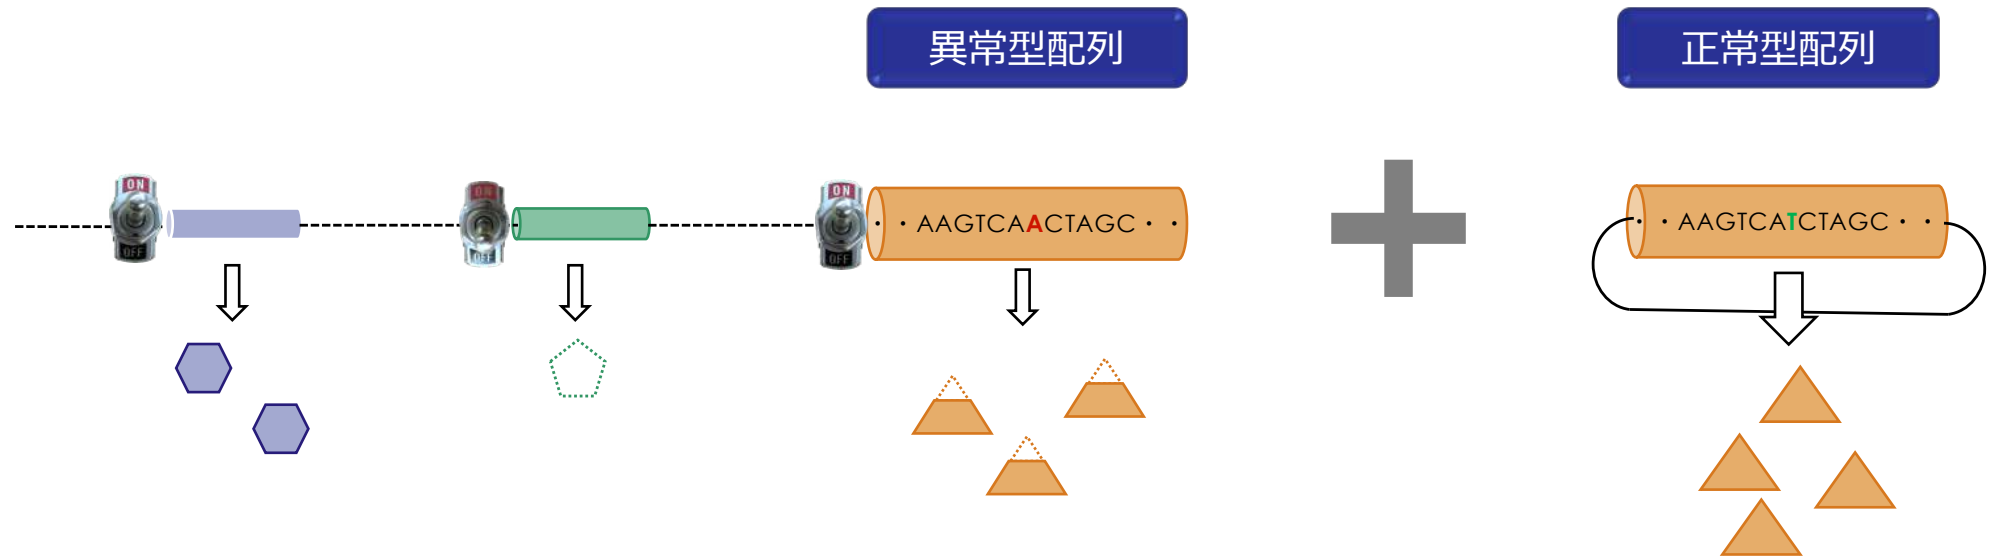 異常型配列
正常型配列
ON
OFF
ON
OFF
ON
OFF
・・AAGTCAACTAGC・・
・・AAGTCATCTAGC・・